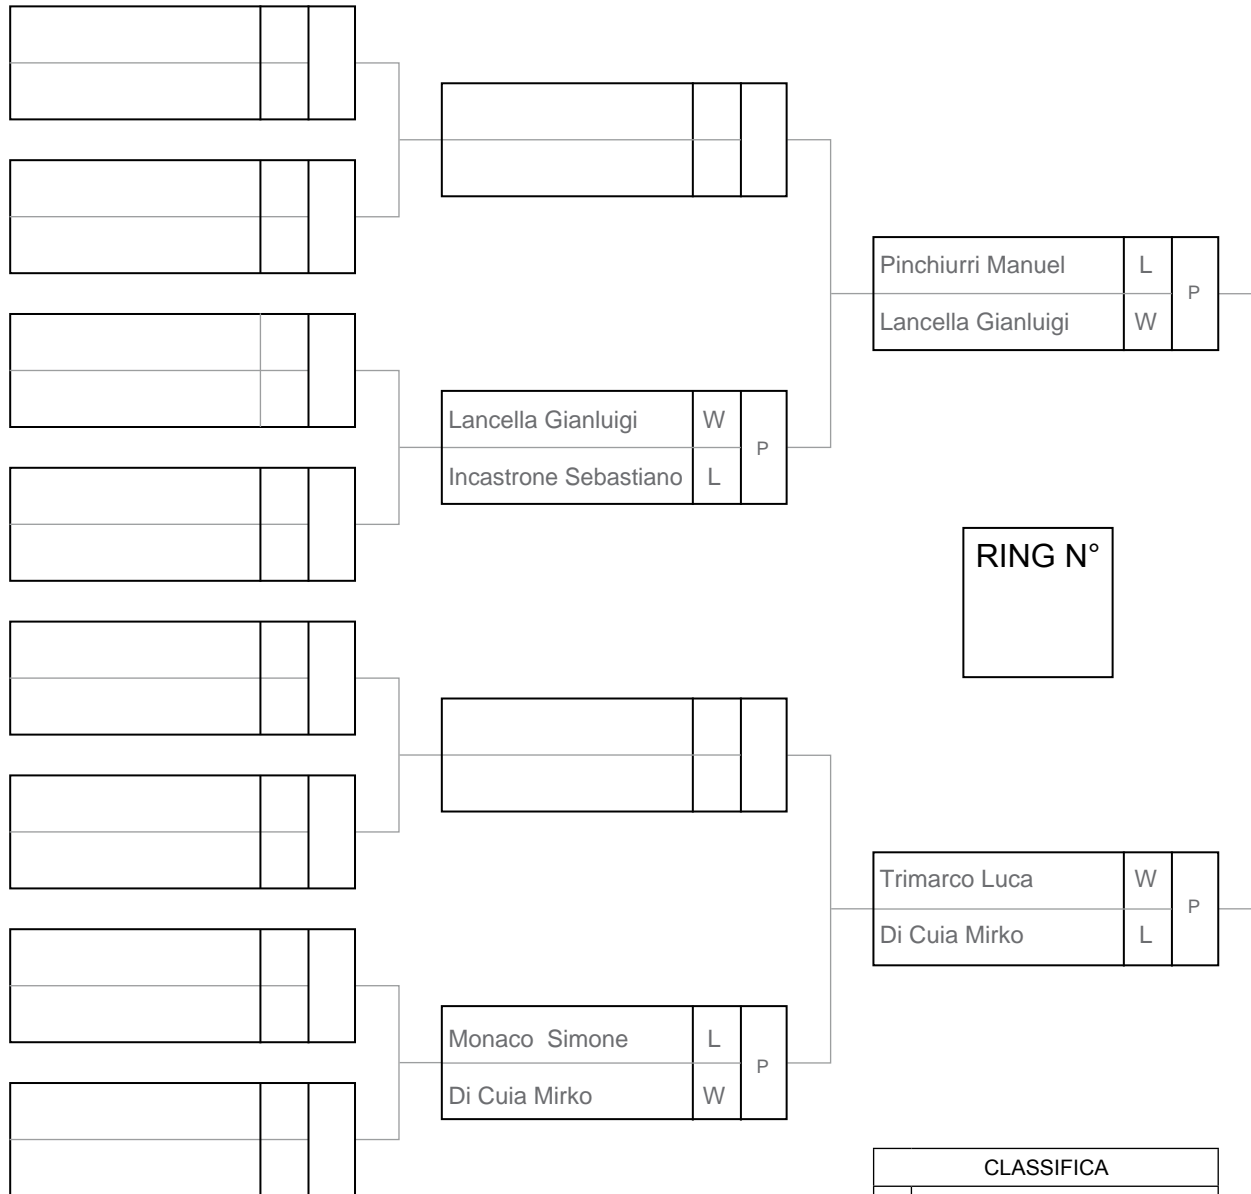 Pinchiurri Manuel L
P
Lancella Gianluigi W
Lancella Gianluigi W
P
Incastrone Sebastiano L
RING N°
Trimarco Luca W
P
Di Cuia Mirko L
Monaco  Simone L
P
Di Cuia Mirko W
CLASSIFICA